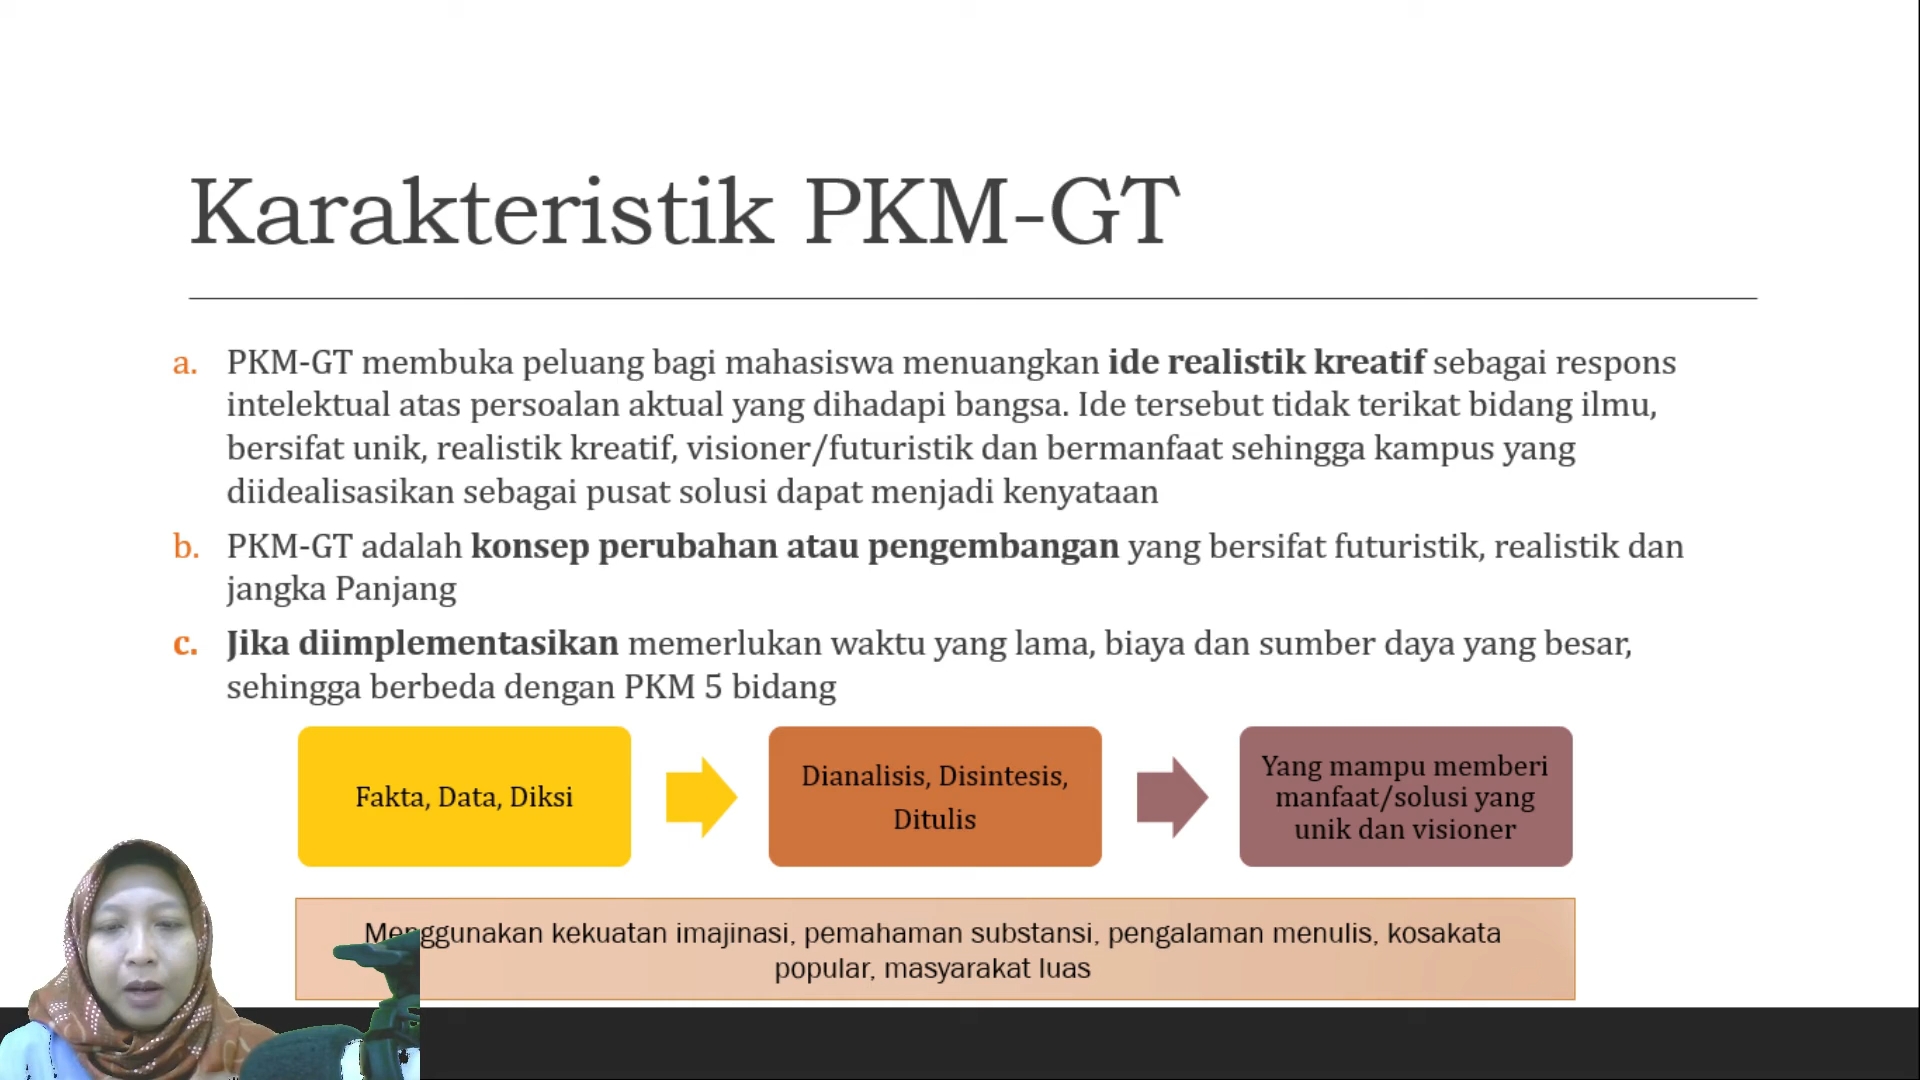 Karakteristik PKM-GT
a. PKM-GT membuka peluang bagi mahasiswa menuangkan ide realistik kreatif sebagai respons
intelektual atas persoalan aktual yang dihadapi bangsa. Ide tersebut tidak terikat bidang ilmu,
bersifat unik, realistik kreatif, visioner/futuristik dan bermanfaat sehingga kampus yang
diidealisasikan sebagai pusat solusi dapat menjadi kenyataan
b. PKM-GT adalah konsep perubahan atau pengembangan yang bersifat futuristik, realistik dan
jangka Panjang
c. Jika diimplementasikan memerlukan waktu yang lama, biaya dan sumber daya yang besar,
sehingga berbeda dengan PKM 5 bidang
Fakta, Data, Diksi
Dianalisis, Disintesis,
Ditulis
Yang mampu memberi
manfaat/solusi yang
unik dan visioner
Menggunakan kekuatan imajinasi, pemahaman substansi, pengalaman menulis, kosakata
popular, masyarakat luas